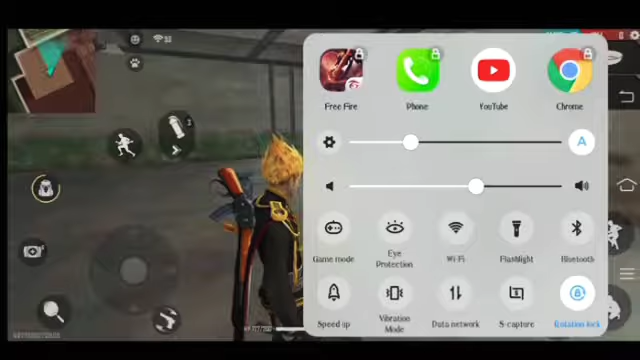 Free Fire
Phone
YouTube
Chrome
A
Game mode
Eye
Protection
Wi-Fi
Flashlight
Bluetooth
Speed up
Vibration
Mode
Data network
S-capture
Rotation lock